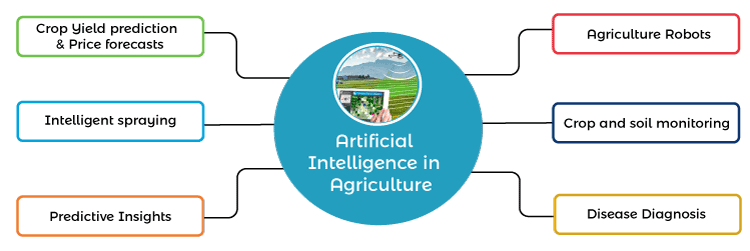 Crop Yield prediction
& Price forecasts
Intelligent spraying
Predictive Insights
Artificial
Intelligence in
Agriculture
Agriculture Robots
Crop and soil monitoring
Disease Diagnosis